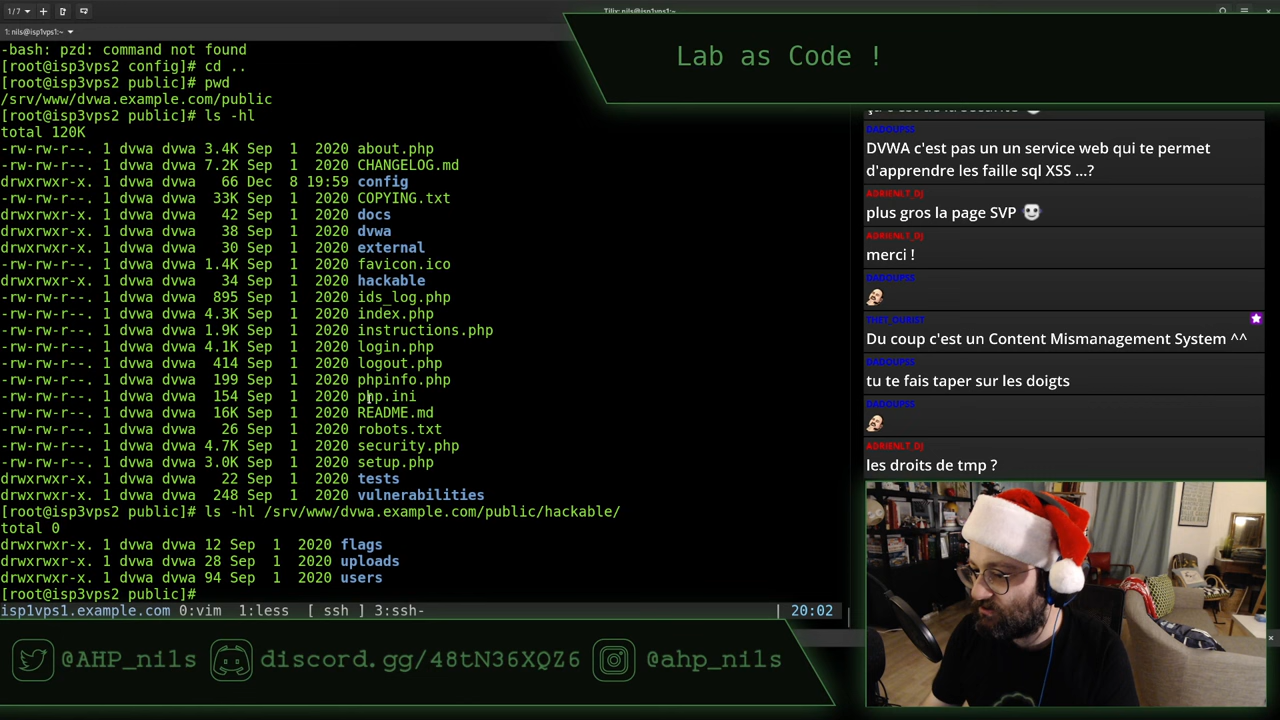 1/7
Tilix: nils@isp1vps1:~
1: nils@isp1vps1:~
Lab as Code !
-bash: pzd: command not found
[root@isp3vps2 config]# cd ..
[root@isp3vps2 public]# pwd
/srv/www/dvwa.example.com/public
[root@isp3vps2 public]# ls -hl
total 120K
-rw-rw-r--. 1 dvwa dvwa 3.4K Sep  1  2020 about.php
-rw-rw-r--. 1 dvwa dvwa 7.2K Sep  1  2020 CHANGELOG.md
drwxrwxr-x. 1 dvwa dvwa   66 Dec  8 19:59 config
-rw-rw-r--. 1 dvwa dvwa  33K Sep  1  2020 COPYING.txt
drwxrwxr-x. 1 dvwa dvwa   42 Sep  1  2020 docs
drwxrwxr-x. 1 dvwa dvwa   38 Sep  1  2020 dvwa
drwxrwxr-x. 1 dvwa dvwa   30 Sep  1  2020 external
-rw-rw-r--. 1 dvwa dvwa 1.4K Sep  1  2020 favicon.ico
drwxrwxr-x. 1 dvwa dvwa   34 Sep  1  2020 hackable
-rw-rw-r--. 1 dvwa dvwa  895 Sep  1  2020 ids_log.php
-rw-rw-r--. 1 dvwa dvwa 4.3K Sep  1  2020 index.php
-rw-rw-r--. 1 dvwa dvwa 1.9K Sep  1  2020 instructions.php
-rw-rw-r--. 1 dvwa dvwa 4.1K Sep  1  2020 login.php
-rw-rw-r--. 1 dvwa dvwa  414 Sep  1  2020 logout.php
-rw-rw-r--. 1 dvwa dvwa  199 Sep  1  2020 phpinfo.php
-rw-rw-r--. 1 dvwa dvwa  154 Sep  1  2020 php.ini
-rw-rw-r--. 1 dvwa dvwa  16K Sep  1  2020 README.md
-rw-rw-r--. 1 dvwa dvwa   26 Sep  1  2020 robots.txt
-rw-rw-r--. 1 dvwa dvwa 4.7K Sep  1  2020 security.php
-rw-rw-r--. 1 dvwa dvwa 3.0K Sep  1  2020 setup.php
drwxrwxr-x. 1 dvwa dvwa   22 Sep  1  2020 tests
drwxrwxr-x. 1 dvwa dvwa  248 Sep  1  2020 vulnerabilities
[root@isp3vps2 public]# ls -hl /srv/www/dvwa.example.com/public/hackable/
total 0
drwxrwxr-x. 1 dvwa dvwa 12 Sep  1  2020 flags
drwxrwxr-x. 1 dvwa dvwa 28 Sep  1  2020 uploads
drwxrwxr-x. 1 dvwa dvwa 94 Sep  1  2020 users
[root@isp3vps2 public]#
isp1vps1.example.com 0:vim  1:less  [ ssh ] 3:ssh-
| 20:02
DADDUPSS
DVWA c'est pas un un service web qui te permet
d'apprendre les faille sql XSS ...?
ADRIENLT_DJ
plus gros la page SVP
ADRIENLT_DJ
merci !
DADDUPSS
Du coup c'est un Content Mismanagement System ^^
DADDUPSS
tu te fais taper sur les doigts
DADDUPSS
ADRIENLT_DJ
les droits de tmp ?
@AHP_nils
discord.gg/48tN36XQZ6
@ahp_nils